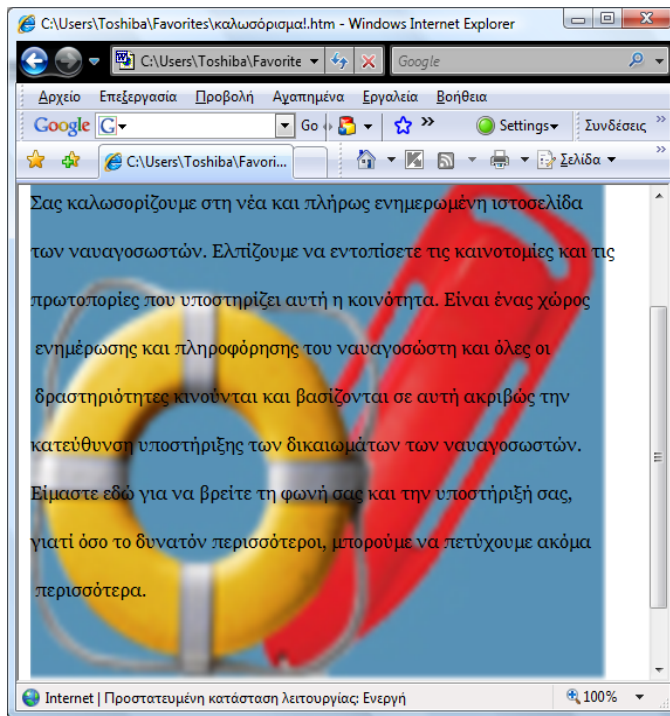 C:\Users\Toshiba\Favorites\καλωσόρισμα!.htm - Windows Internet Explorer
C:\Users\Toshiba\Favorite Google
Αρχείο Επεξεργασία Προβολή Αγαπημένα Εργαλεία Βοήθεια
Google G Go » Settings Συνδέσεις »
C:\Users\Toshiba\Favori... Σελίδα »
Σας καλωσορίζουμε στη νέα και πλήρως ενημερωμένη ιστοσελίδα
των ναυαγοσωστών. Ελπίζουμε να εντοπίσετε τις καινοτομίες και τις
πρωτοπορίες που υποστηρίζει αυτή η κοινότητα. Είναι ένας χώρος
ενημέρωσης και πληροφόρησης του ναυαγοσώστη και όλες οι
δραστηριότητες κινούνται και βασίζονται σε αυτή ακριβώς την
κατεύθυνση υποστήριξης των δικαιωμάτων των ναυαγοσωστών.
Είμαστε εδώ για να βρείτε τη φωνή σας και την υποστήριξή σας,
γιατί όσο το δυνατόν περισσότεροι, μπορούμε να πετύχουμε ακόμα
περισσότερα.
Internet | Προστατευμένη κατάσταση λειτουργίας: Ενεργή 100%